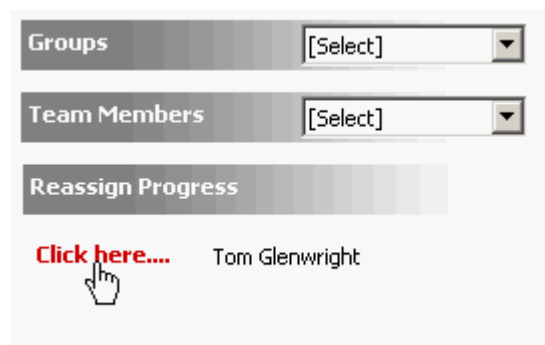 Groups [Select]
Team Members [Select]
Reassign Progress
Click here.... Tom Glenwright